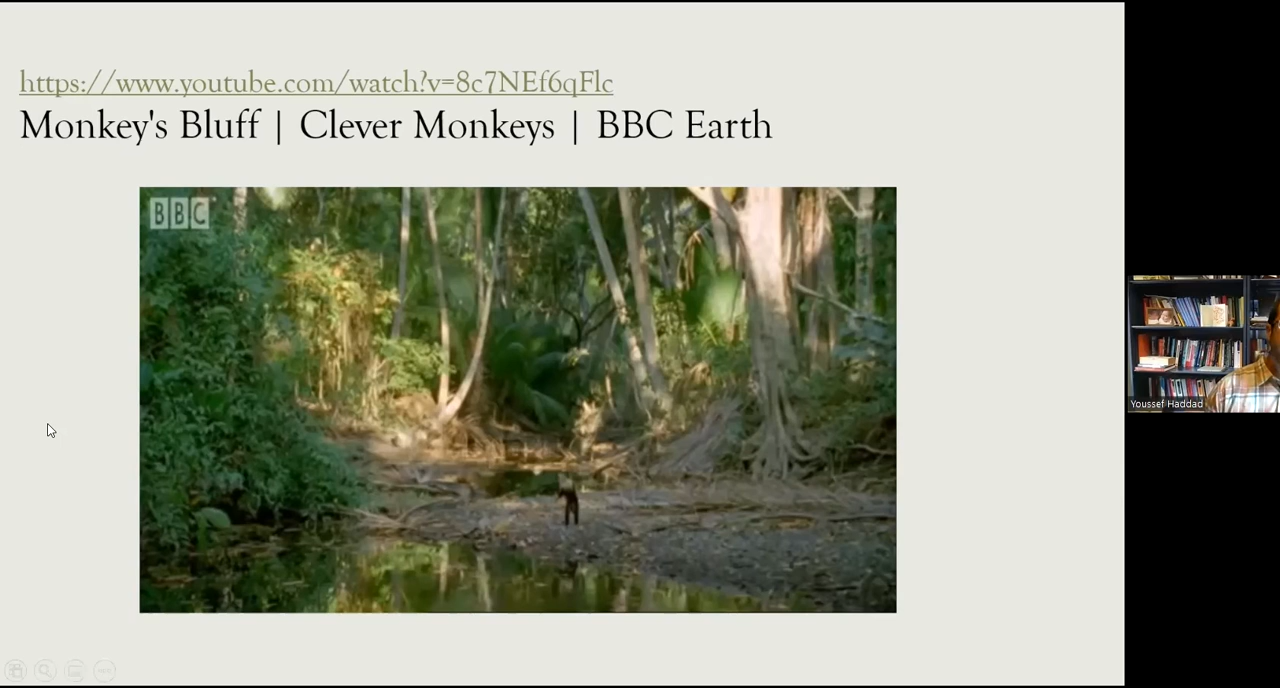 https://www.youtube.com/watch?v=8c7NEf6qFlc
Monkey's Bluff | Clever Monkeys | BBC Earth
BBC
Youssef Haddad